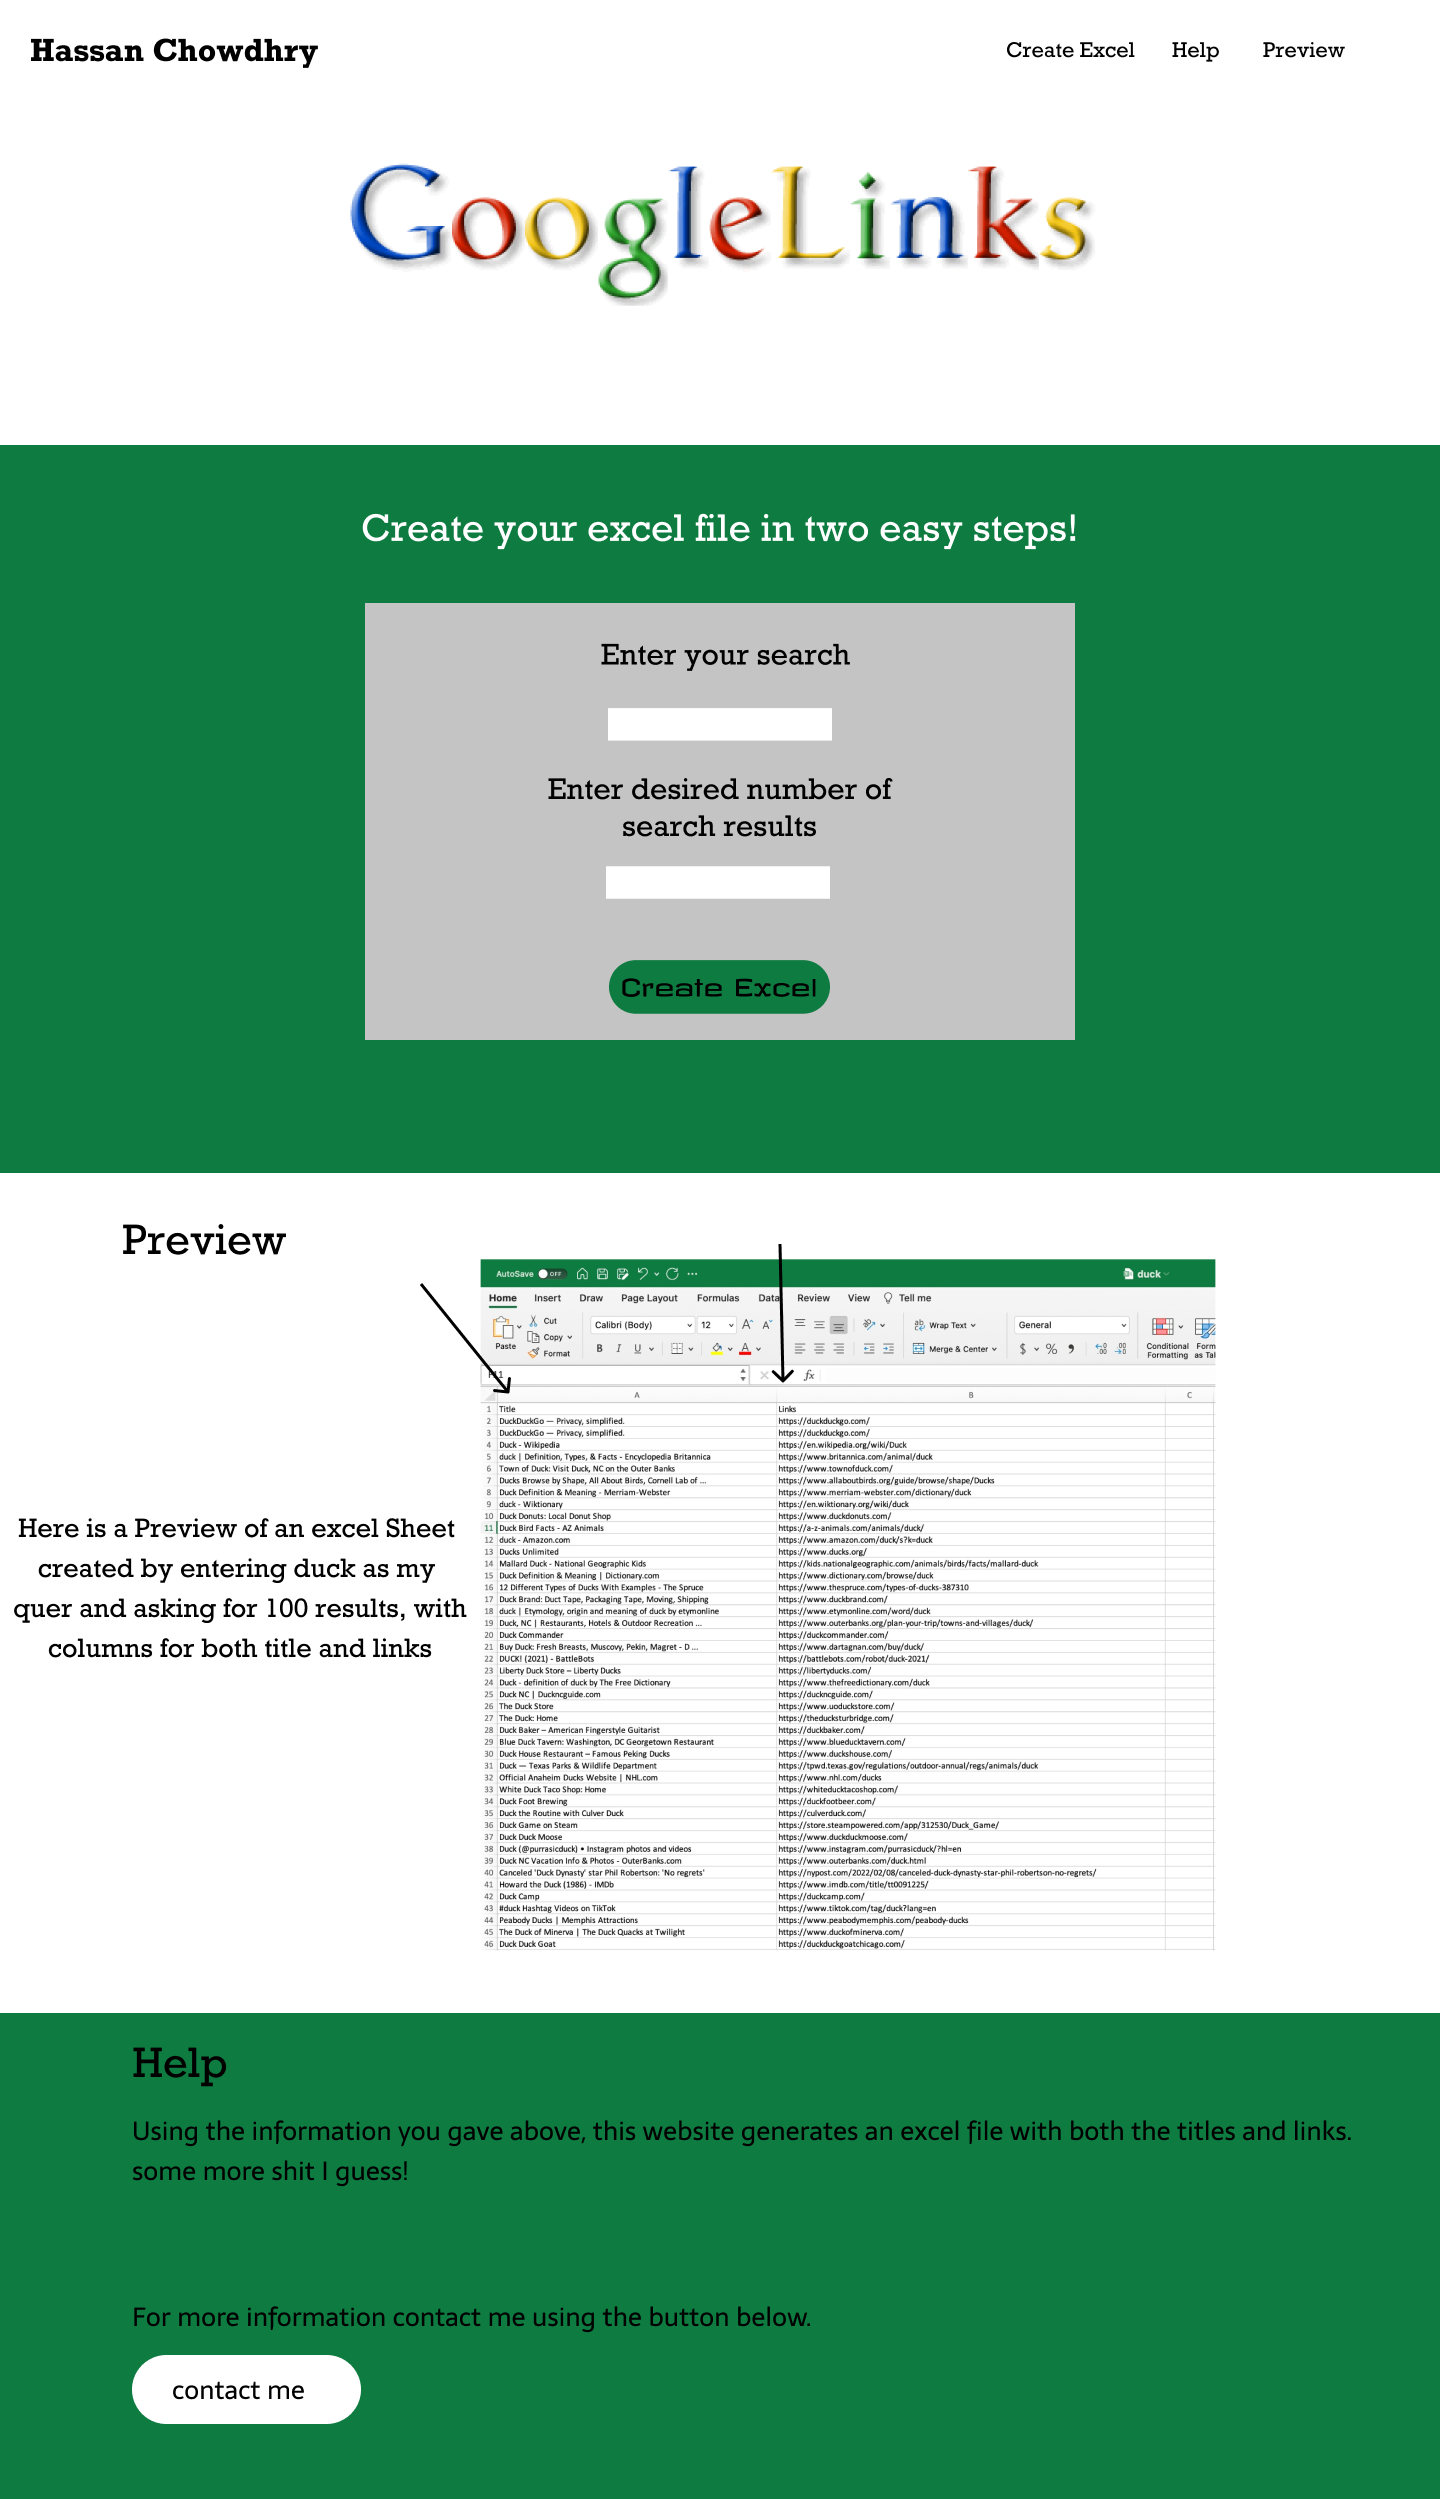 Hassan Chowdhry
Create Excel Help Preview
GoogleLinks
Create your excel file in two easy steps!
Enter your search
Enter desired number of
search results
Create Excel
Preview
AutoSave OFF duck
Home Insert Draw Page Layout Formulas Data Review View Tell me
Paste Cut Copy Format
Calibri (Body) 12 A A
Wrap Text General
B I U A Merge & Center $ % 9 .00 .00 Conditional Formatting Form as Tal
fx
A B C
1 Title Links
2 DuckDuckGo — Privacy, simplified. https://duckduckgo.com/
3 DuckDuckGo — Privacy, simplified. https://duckduckgo.com/
4 Duck - Wikipedia https://en.wikipedia.org/wiki/Duck
5 duck | Definition, Types, & Facts - Encyclopedia Britannica https://www.britannica.com/animal/duck
6 Town of Duck: Visit Duck, NC on the Outer Banks https://www.townofduck.com/
7 Ducks Browse by Shape, All About Birds, Cornell Lab of ... https://www.allaboutbirds.org/guide/browse/shape/Ducks
8 Duck Definition & Meaning - Merriam-Webster https://www.merriam-webster.com/dictionary/duck
9 duck - Wiktionary https://en.wiktionary.org/wiki/duck
10 Duck Donuts: Local Donut Shop https://www.duckdonuts.com/
11 Duck Bird Facts - AZ Animals https://a-z-animals.com/animals/duck/
12 duck - Amazon.com https://www.amazon.com/duck/s?k=duck
13 Ducks Unlimited https://www.ducks.org/
14 Mallard Duck - National Geographic Kids https://kids.nationalgeographic.com/animals/birds/facts/mallard-duck
15 Duck Definition & Meaning | Dictionary.com https://www.dictionary.com/browse/duck
16 12 Different Types of Ducks With Examples - The Spruce https://www.thespruce.com/types-of-ducks-387310
17 Duck Brand: Duct Tape, Packaging Tape, Moving, Shipping https://www.duckbrand.com/
18 duck | Etymology, origin and meaning of duck by etymonline https://www.etymonline.com/word/duck
19 Duck, NC | Restaurants, Hotels & Outdoor Recreation ... https://www.outerbanks.org/plan-your-trip/towns-and-villages/duck/
20 Duck Commander https://duckcommander.com/
21 Buy Duck: Fresh Breasts, Muscovy, Pekin, Magret - D ... https://www.dartagnan.com/buy/duck/
22 DUCK! (2021) - BattleBots https://battlebots.com/robot/duck-2021/
23 Liberty Duck Store – Liberty Ducks https://libertyducks.com/
24 Duck - definition of duck by The Free Dictionary https://www.thefreedictionary.com/duck
25 Duck NC | Duckncguide.com https://duckncguide.com/
26 The Duck Store https://www.uoduckstore.com/
27 The Duck: Home https://theducksturbridge.com/
28 Duck Baker – American Fingerstyle Guitarist https://duckbaker.com/
29 Blue Duck Tavern: Washington, DC Georgetown Restaurant https://www.blueducktavern.com/
30 Duck House Restaurant – Famous Peking Ducks https://www.duckshouse.com/
31 Duck — Texas Parks & Wildlife Department https://tpwd.texas.gov/regulations/outdoor-annual/regs/animals/duck
32 Official Anaheim Ducks Website | NHL.com https://www.nhl.com/ducks
33 White Duck Taco Shop: Home https://whiteducktacoshop.com/
34 Duck Foot Brewing https://duckfootbeer.com/
35 Duck the Routine with Culver Duck https://culverduck.com/
36 Duck Game on Steam https://store.steampowered.com/app/312530/Duck_Game/
37 Duck Duck Moose https://www.duckduckmoose.com/
38 Duck (@purrasicduck) • Instagram photos and videos https://www.instagram.com/purrasicduck/?hl=en
39 Duck NC Vacation Info & Photos - OuterBanks.com https://www.outerbanks.com/duck.html
40 Canceled 'Duck Dynasty' star Phil Robertson: 'No regrets' https://nypost.com/2022/02/08/canceled-duck-dynasty-star-phil-robertson-no-regrets/
41 Howard the Duck (1986) - IMDb https://www.imdb.com/title/tt0091225/
42 Duck Camp https://duckcamp.com/
43 #duck Hashtag Videos on TikTok https://www.tiktok.com/tag/duck?lang=en
44 Peabody Ducks | Memphis Attractions https://www.peabodymemphis.com/peabody-ducks
45 The Duck of Minerva | The Duck Quacks at Twilight https://www.duckofminerva.com/
46 Duck Duck Goat https://duckduckgoatchicago.com/
Here is a Preview of an excel Sheet
created by entering duck as my
quer and asking for 100 results, with
columns for both title and links
Help
Using the information you gave above, this website generates an excel file with both the titles and links.
some more shit I guess!
For more information contact me using the button below.
contact me